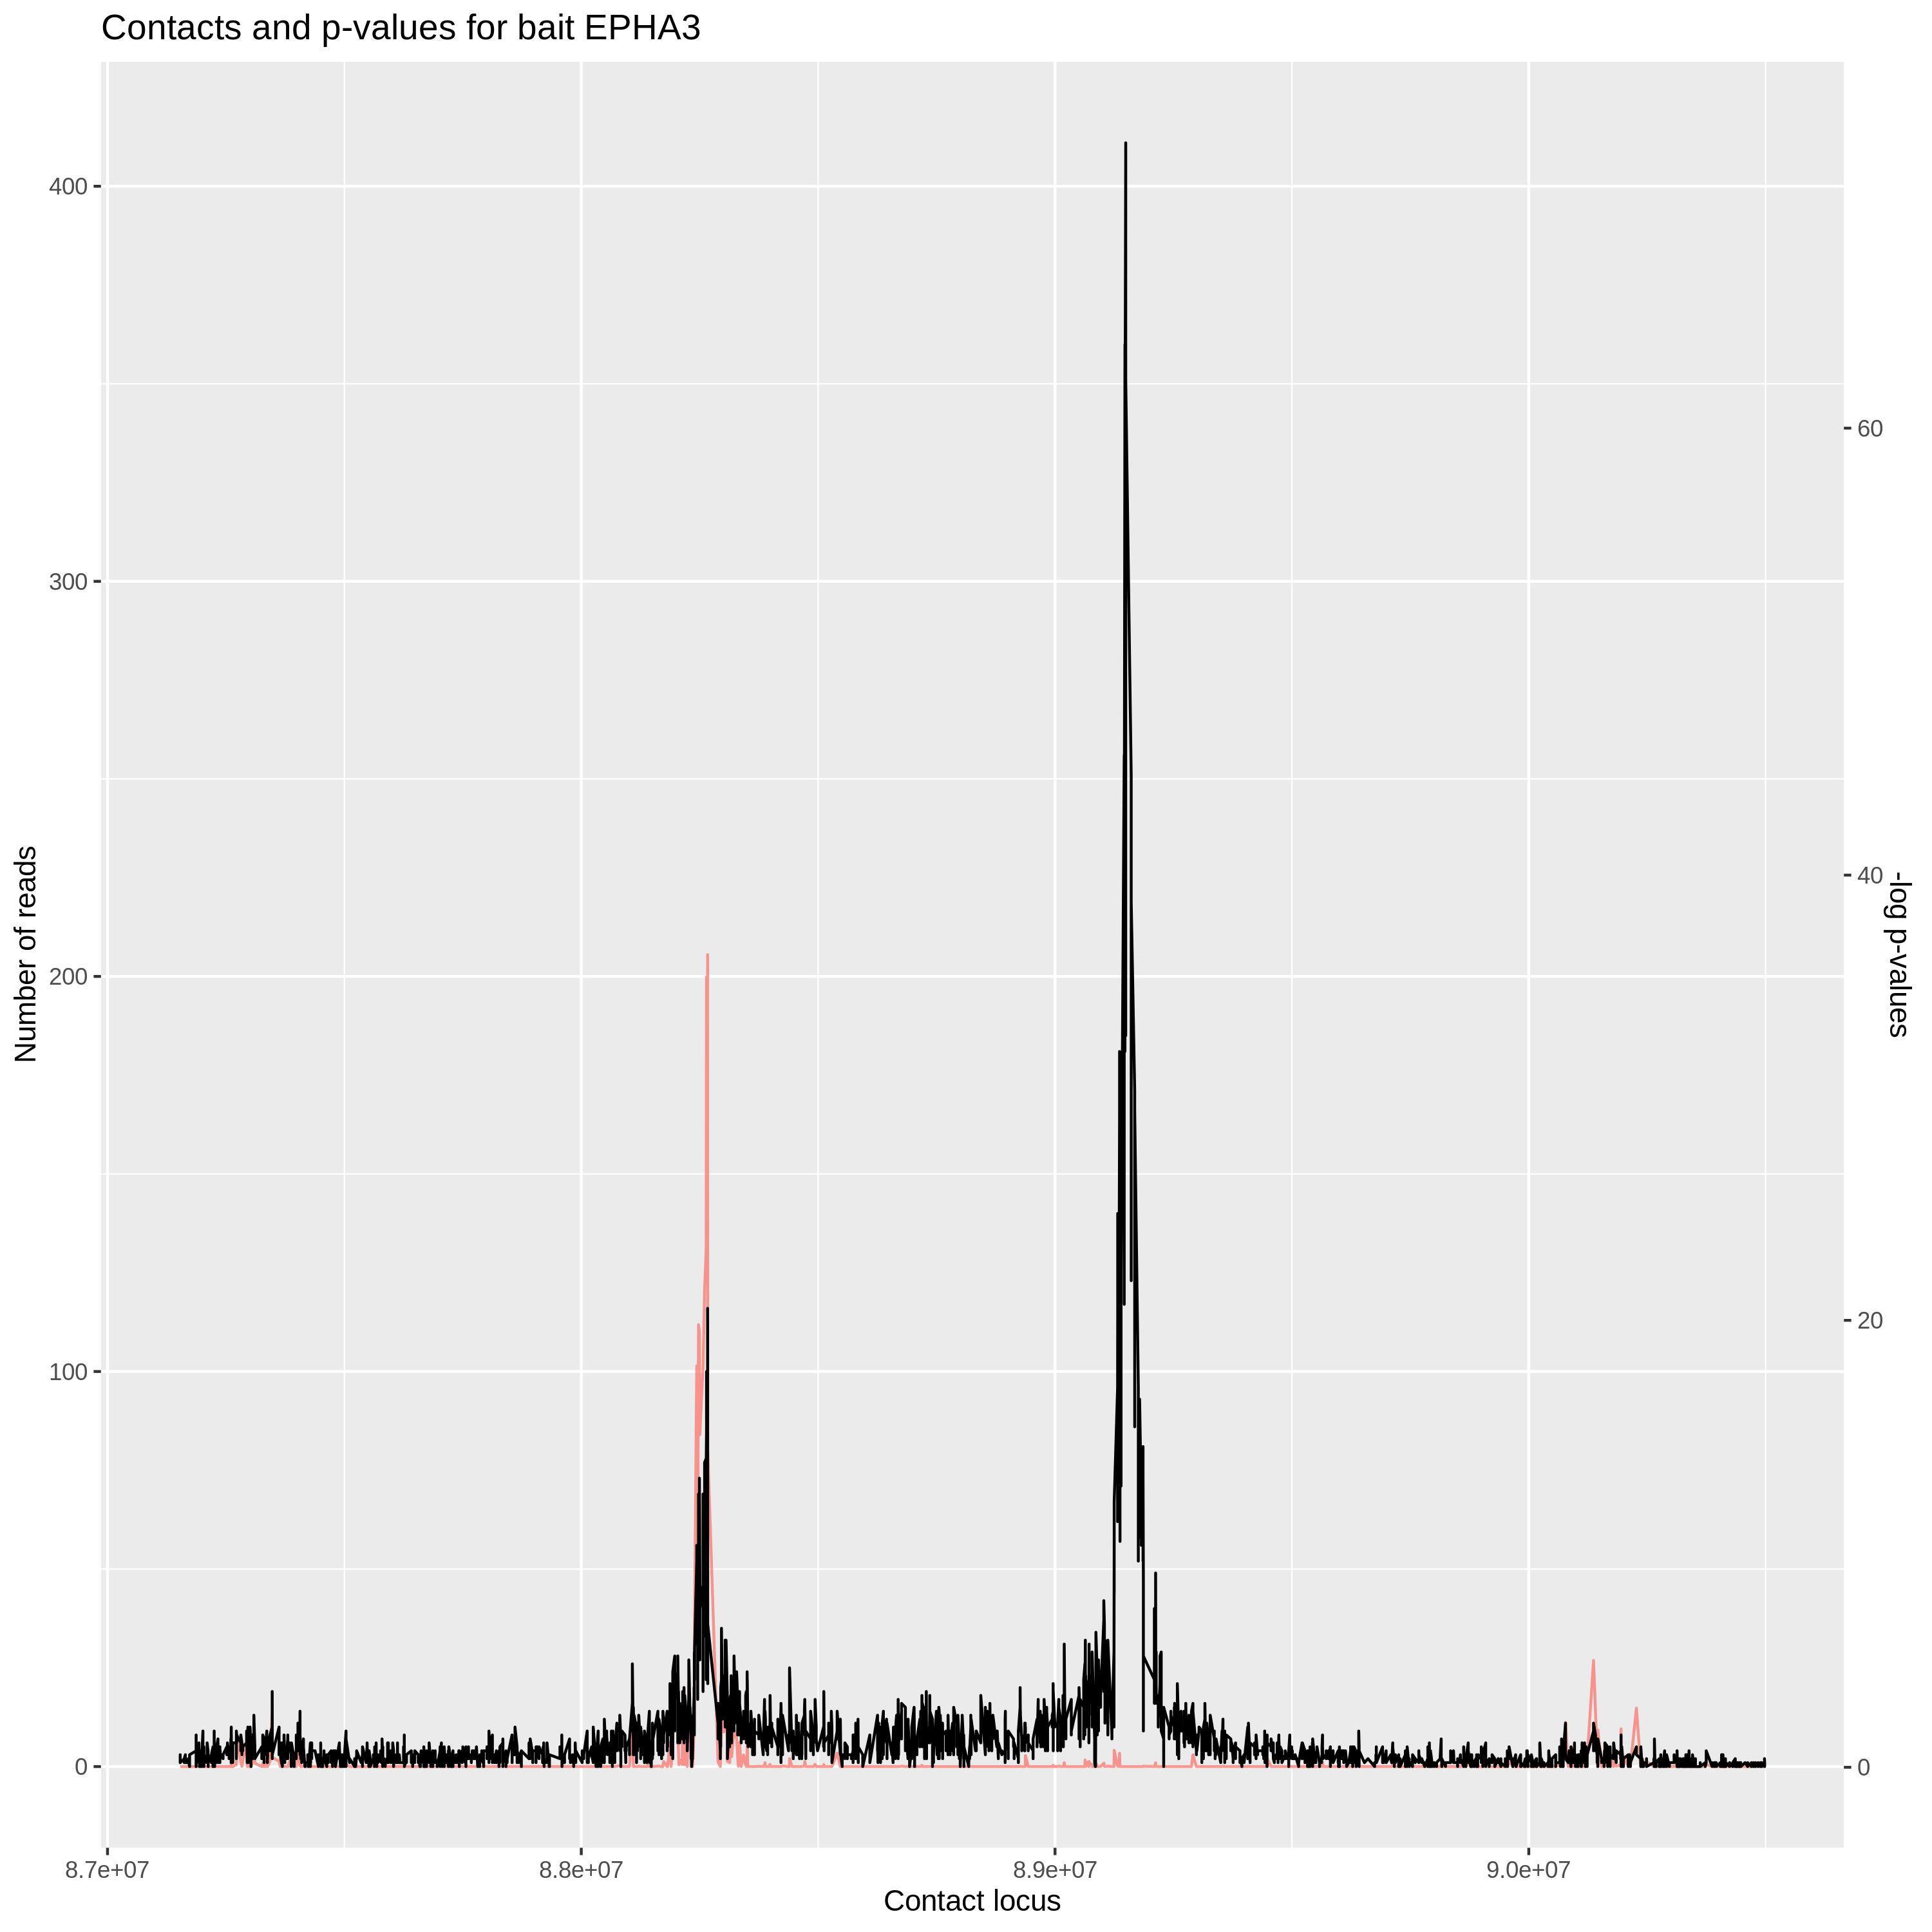 Contacts and p-values for bait EPHA3
Number of reads
400
300
200
100
0
60
40
20
0
-log p-values
8.7e+07
8.8e+07
8.9e+07
9.0e+07
Contact locus